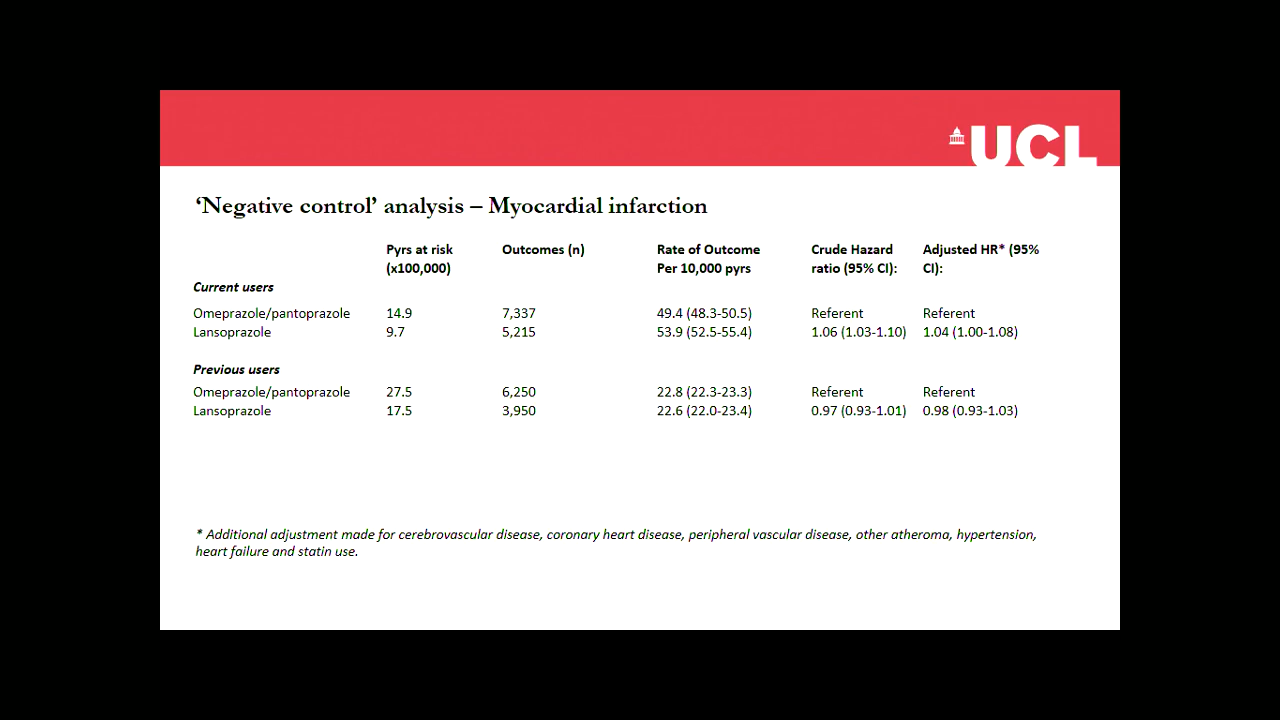 UCL
‘Negative control’ analysis – Myocardial infarction
Pyrs at risk Outcomes (n) Rate of Outcome Crude Hazard Adjusted HR* (95%
(x100,000) Per 10,000 pyrs ratio (95% CI): CI):
Current users
Omeprazole/pantoprazole 14.9 7,337 49.4 (48.3-50.5) Referent Referent
Lansoprazole 9.7 5,215 53.9 (52.5-55.4) 1.06 (1.03-1.10) 1.04 (1.00-1.08)
Previous users
Omeprazole/pantoprazole 27.5 6,250 22.8 (22.3-23.3) Referent Referent
Lansoprazole 17.5 3,950 22.6 (22.0-23.4) 0.97 (0.93-1.01) 0.98 (0.93-1.03)
* Additional adjustment made for cerebrovascular disease, coronary heart disease, peripheral vascular disease, other atheroma, hypertension,
heart failure and statin use.